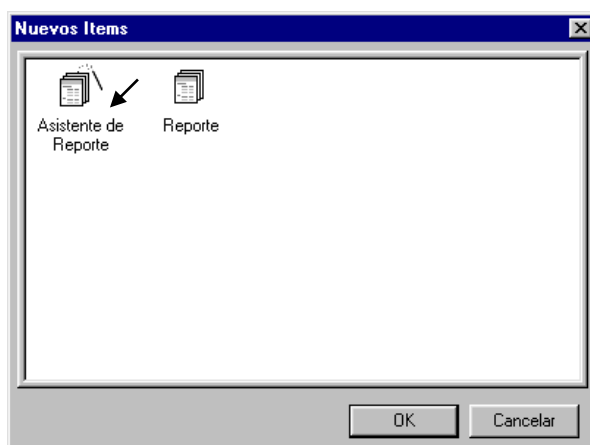 Nuevos Items
Asistente de
Reporte
Reporte
OK
Cancelar